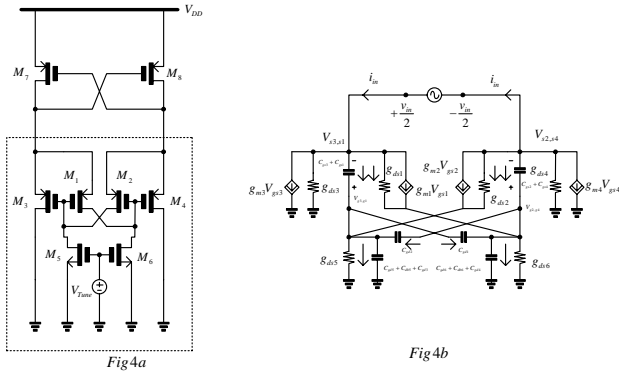 V_DD
M_7
M_8
M_1
M_2
M_3
M_4
M_5
M_6
V_Tune
Fig4a
i_in
i_in
+ v_in/2
− v_in/2
V_s3,s1
V_s2,s4
g_m3V_gs3
g_ds3
g_ds1
g_m1V_gs1
g_m2V_gs2
g_ds2
g_ds4
g_m4V_gs4
g_ds5
g_ds6
Fig4b